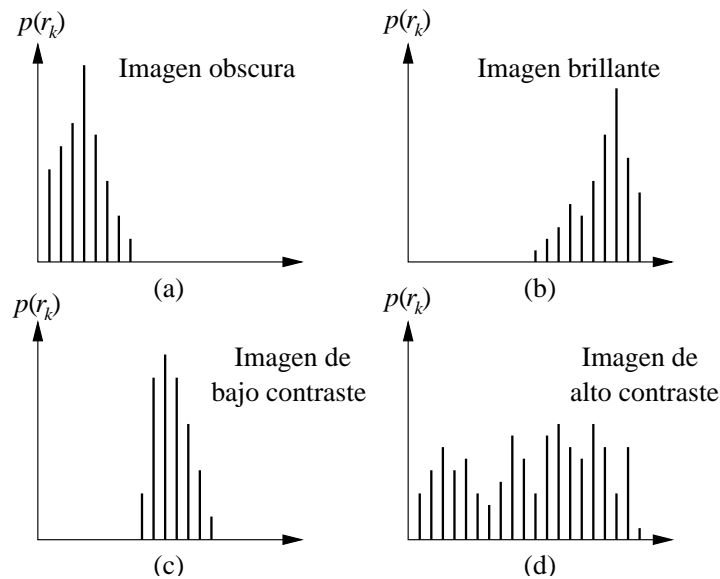 p(r_k)
Imagen obscura
(a)
p(r_k)
Imagen brillante
(b)
p(r_k)
Imagen de
bajo contraste
(c)
p(r_k)
Imagen de
alto contraste
(d)